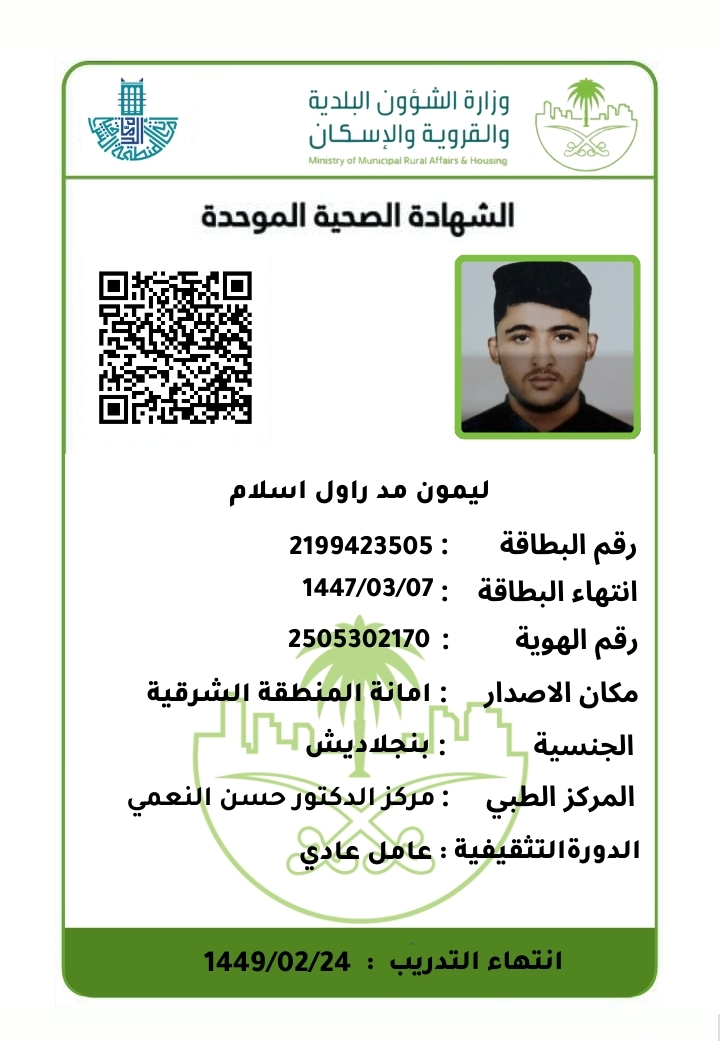 وزارة الشؤون البلدية
والقروية والإسكان
Ministry of Municipal Rural Affairs & Housing
الشهادة الصحية الموحدة
ليمون مد راول اسلام
رقم البطاقة : 2199423505
انتهاء البطاقة : 1447/03/07
رقم الهوية : 2505302170
مكان الاصدار : امانة المنطقة الشرقية
الجنسية : بنجلاديش
المركز الطبي : مركز الدكتور حسن النعمي
الدورةالتثقيفية : عامل عادي
انتهاء التدريب : 1449/02/24